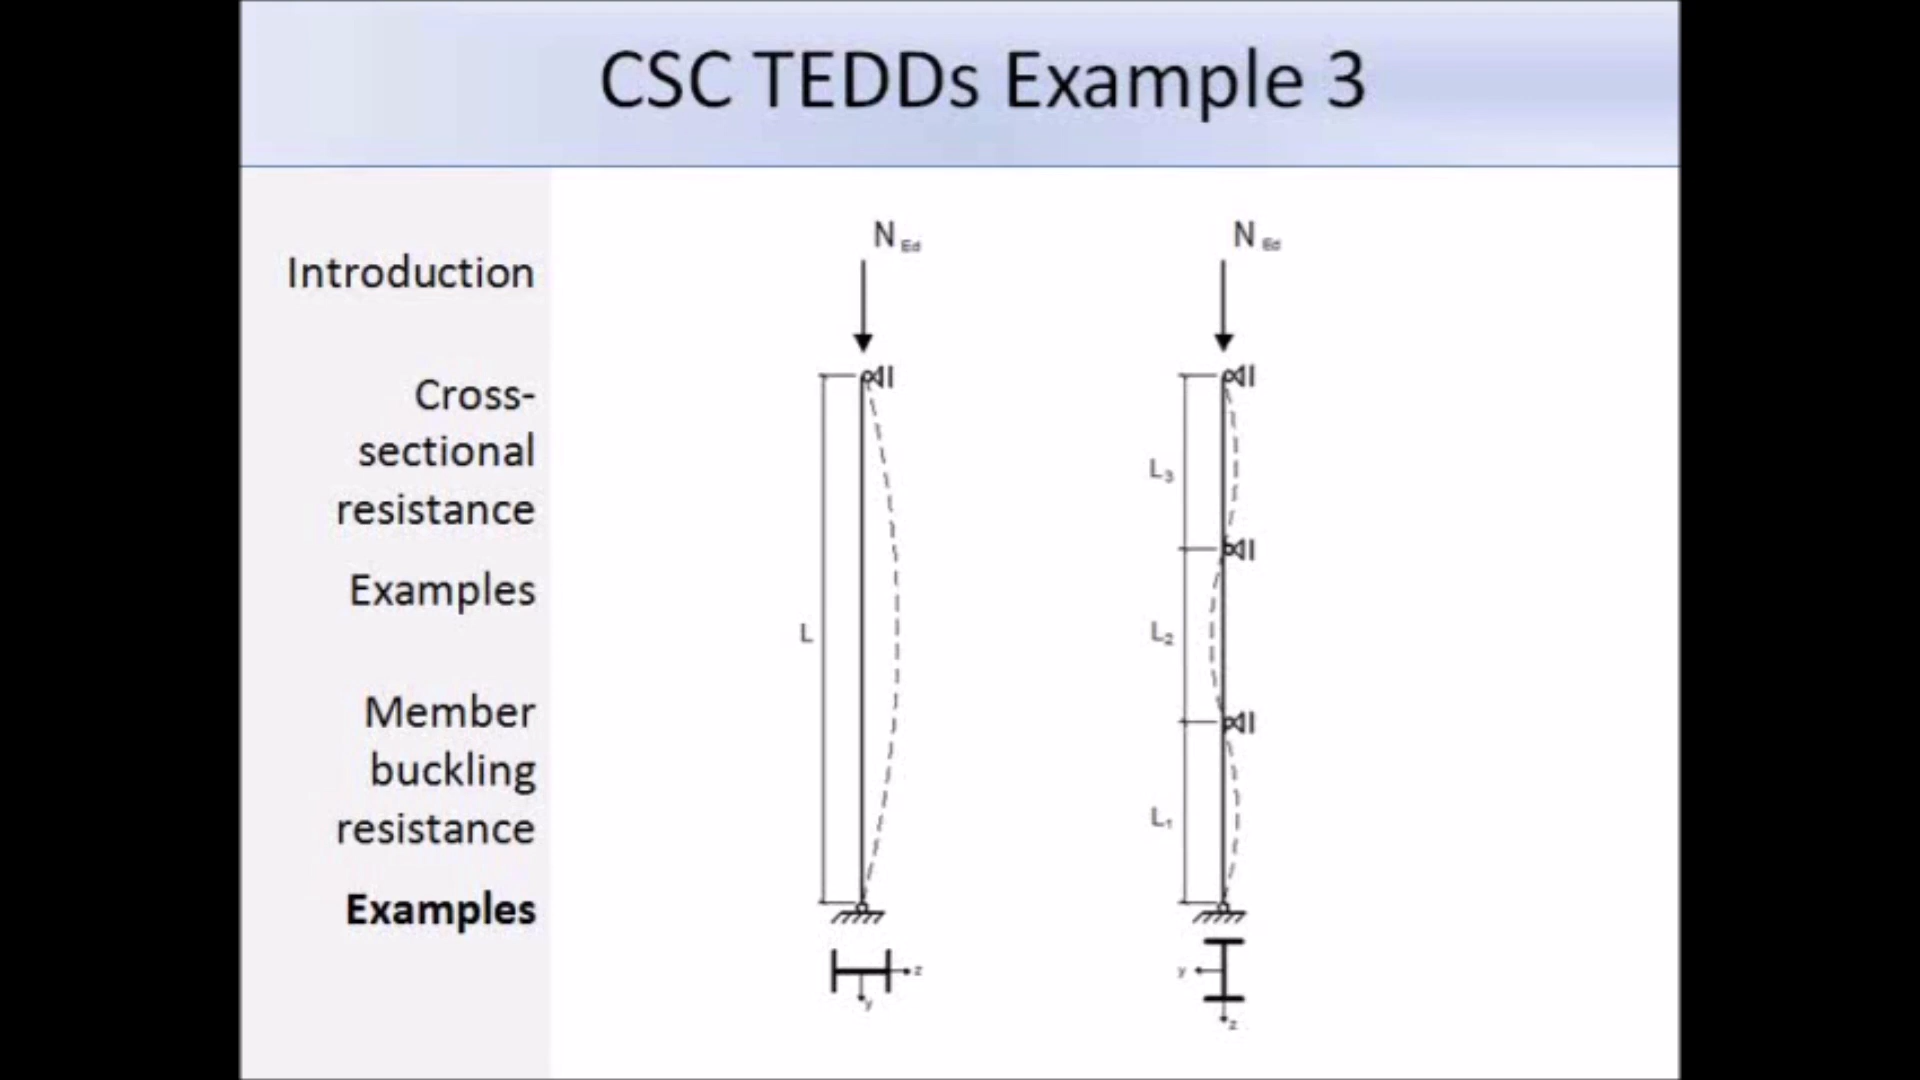 CSC TEDDs Example 3
Introduction
Cross-
sectional
resistance
Examples
Member
buckling
resistance
Examples
N Ed
N Ed
L
L3
L2
L1
z
y
y
z